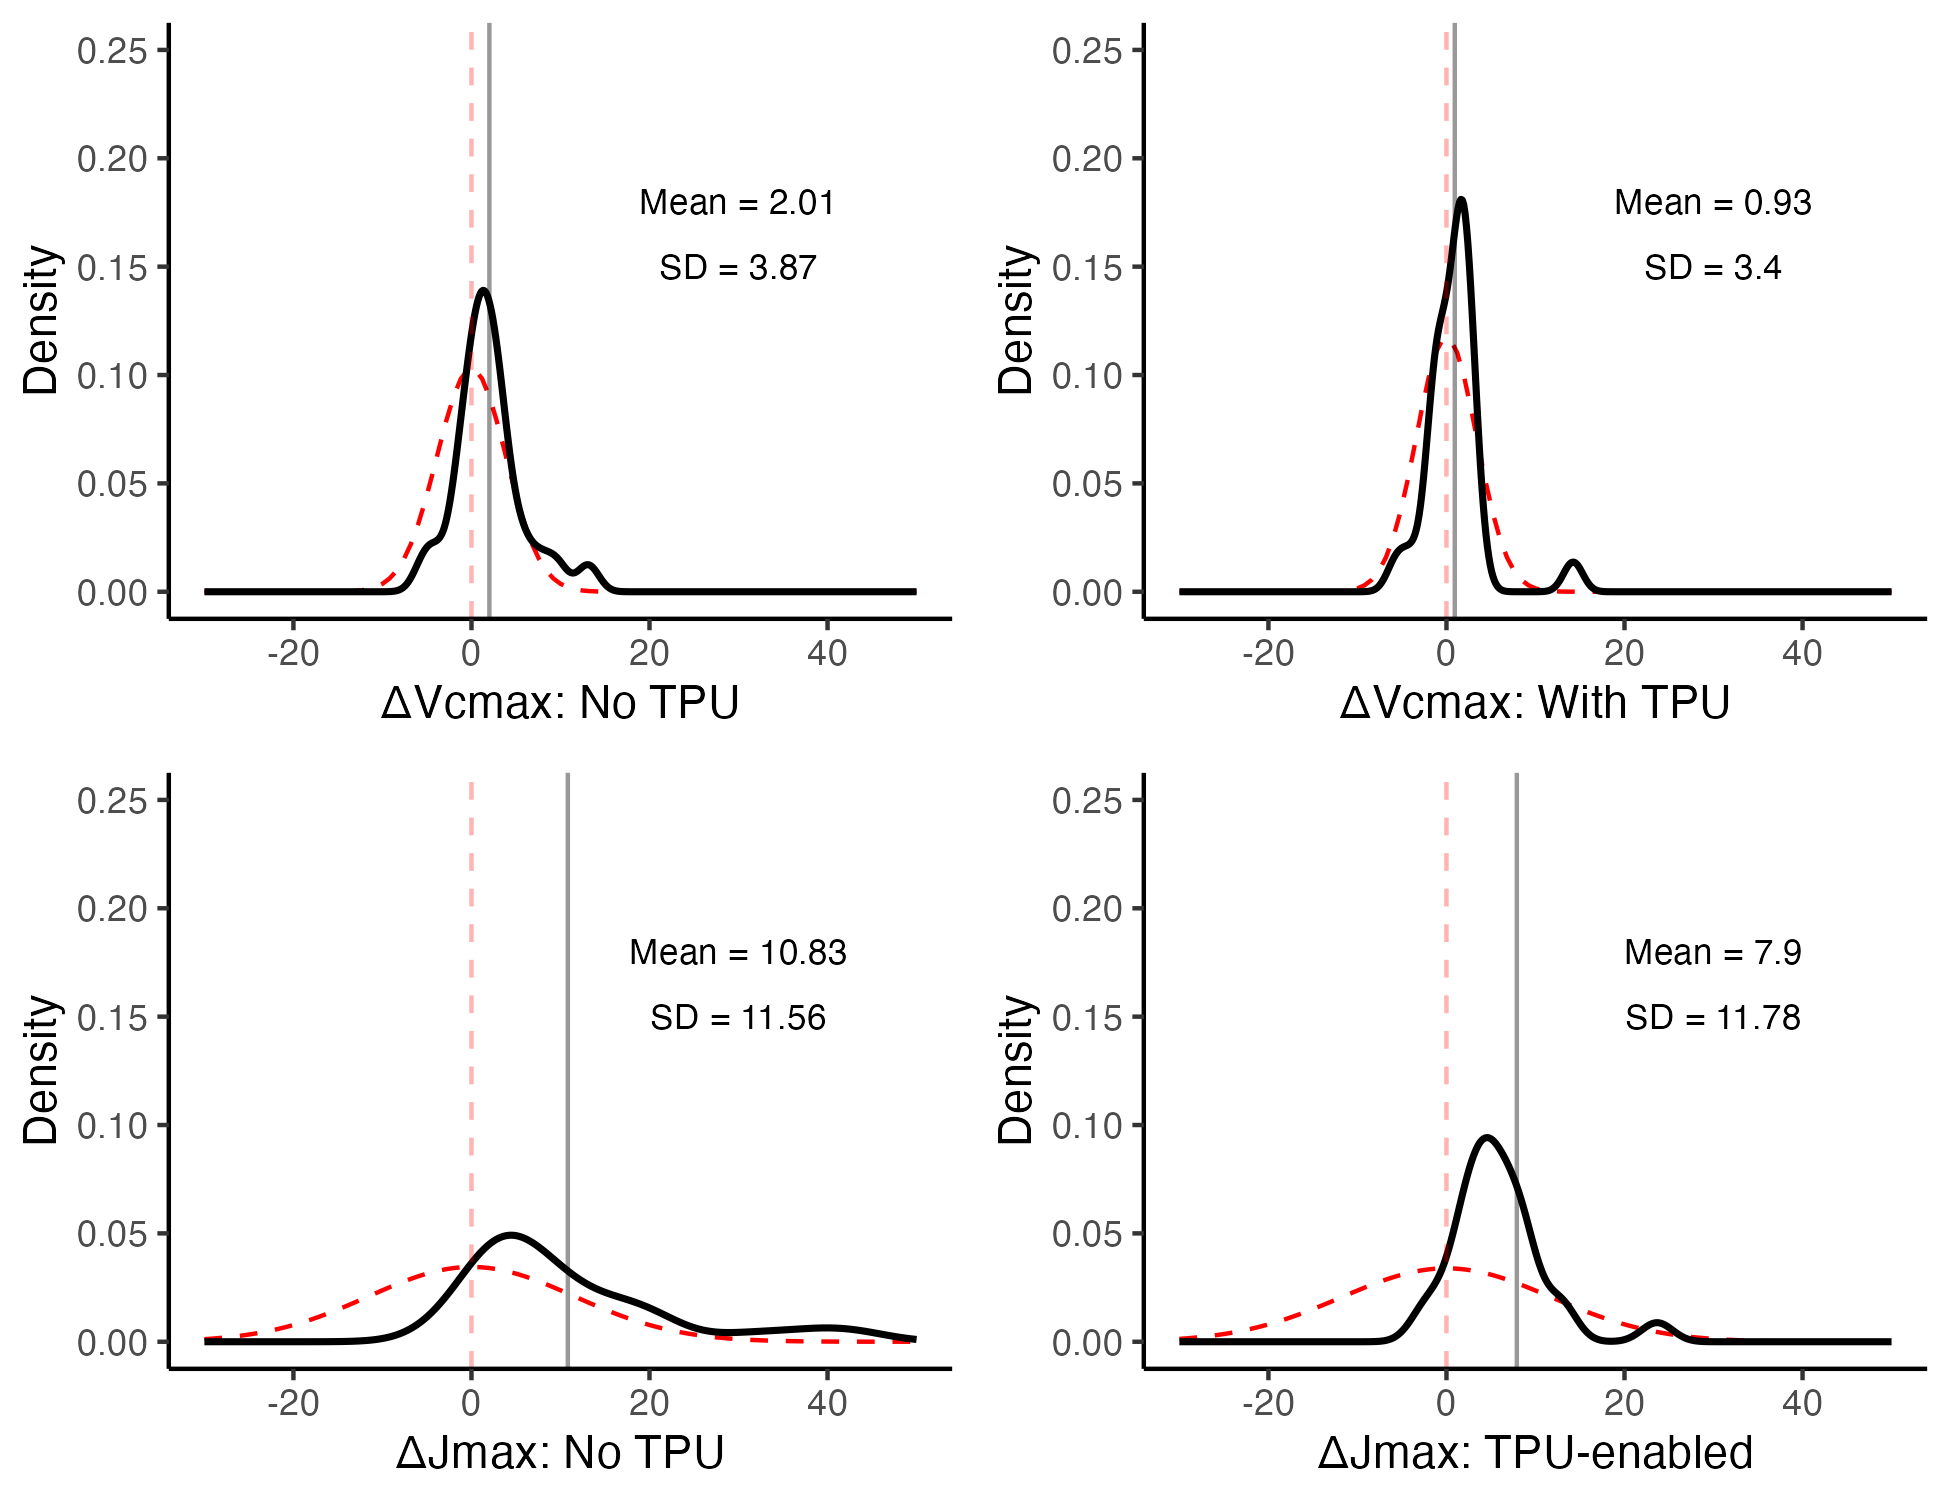 0.25
0.20
0.15
0.10
0.05
0.00
Density
Mean = 2.01
SD = 3.87
-20 0 20 40
ΔVcmax: No TPU
0.25
0.20
0.15
0.10
0.05
0.00
Density
Mean = 0.93
SD = 3.4
-20 0 20 40
ΔVcmax: With TPU
0.25
0.20
0.15
0.10
0.05
0.00
Density
Mean = 10.83
SD = 11.56
-20 0 20 40
ΔJmax: No TPU
0.25
0.20
0.15
0.10
0.05
0.00
Density
Mean = 7.9
SD = 11.78
-20 0 20 40
ΔJmax: TPU-enabled